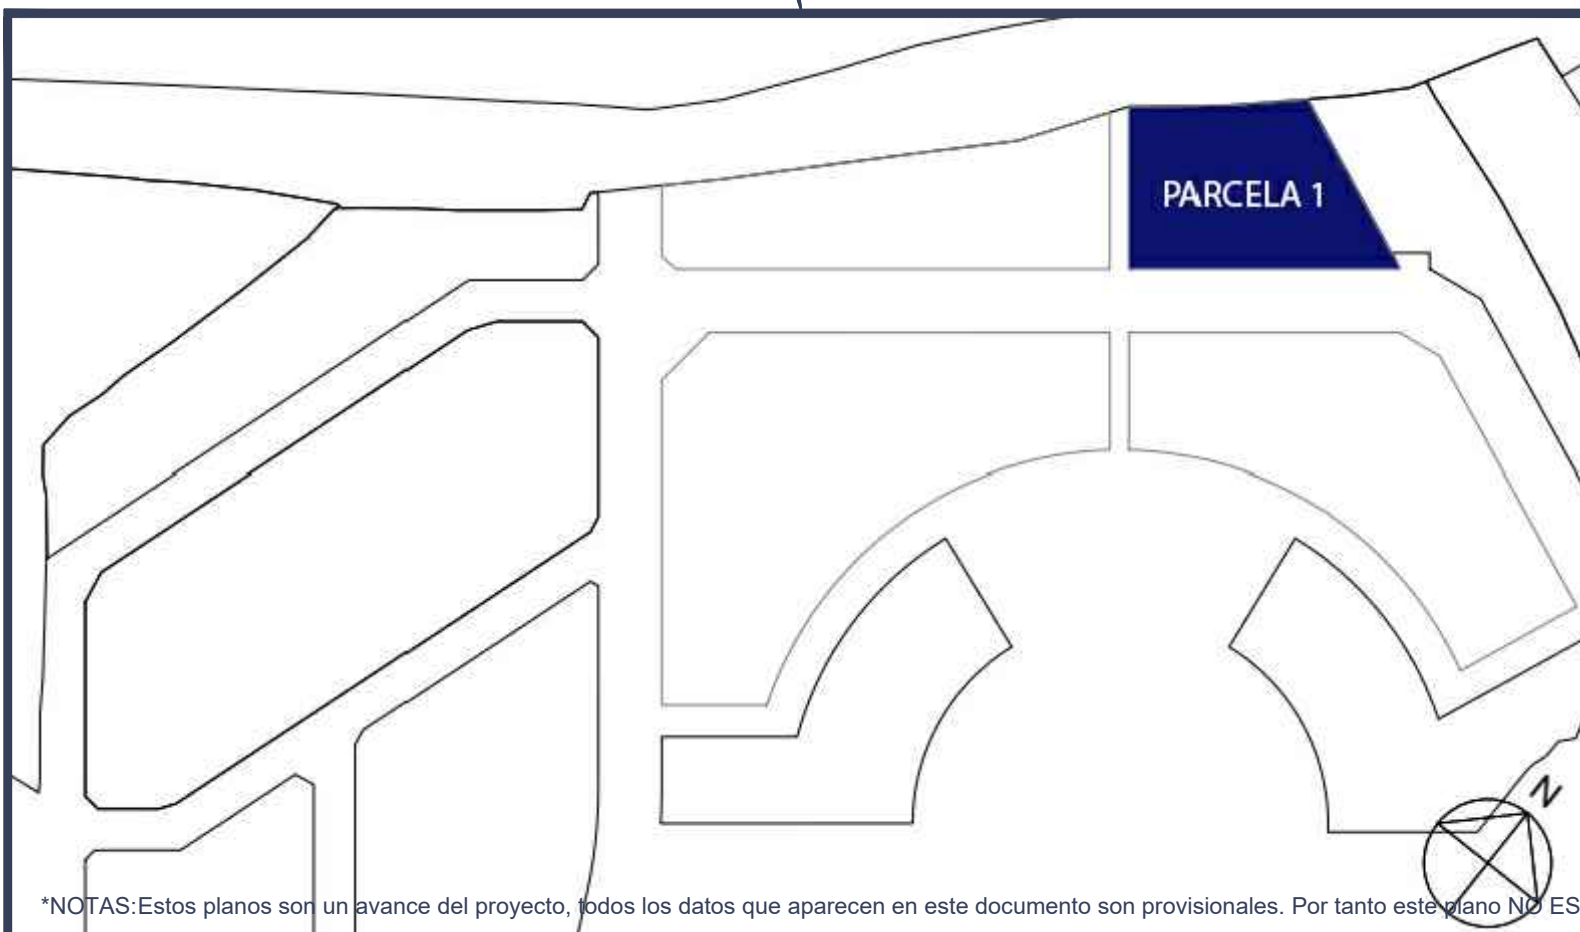 PARCELA 1
N
*NOTAS:Estos planos son un avance del proyecto, todos los datos que aparecen en este documento son provisionales. Por tanto este plano NO ES